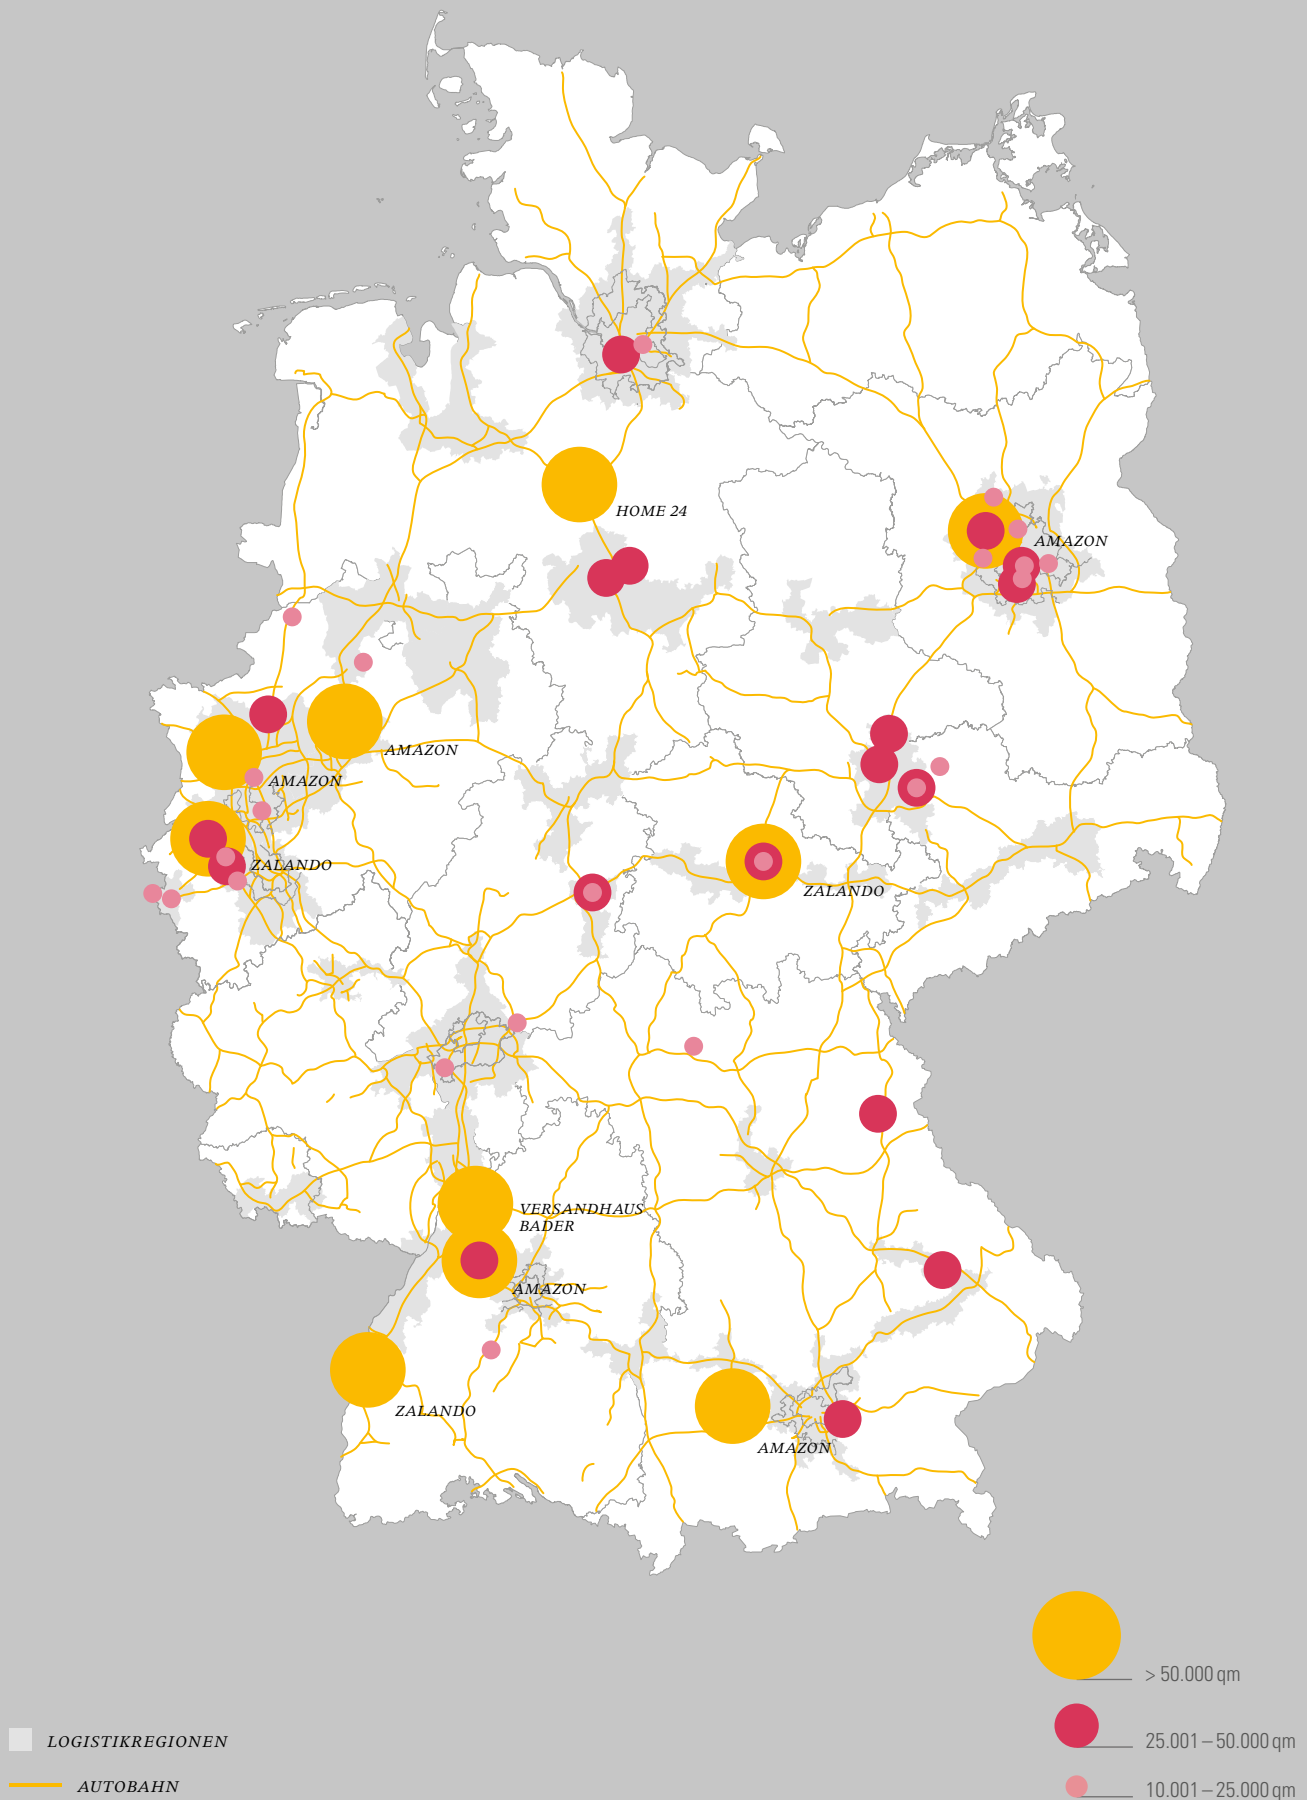 HOME 24
AMAZON
AMAZON
AMAZON
ZALANDO
ZALANDO
VERSANDHAUS
BADER
AMAZON
ZALANDO
AMAZON
> 50.000 qm
25.001 – 50.000 qm
10.001 – 25.000 qm
LOGISTIKREGIONEN
AUTOBAHN